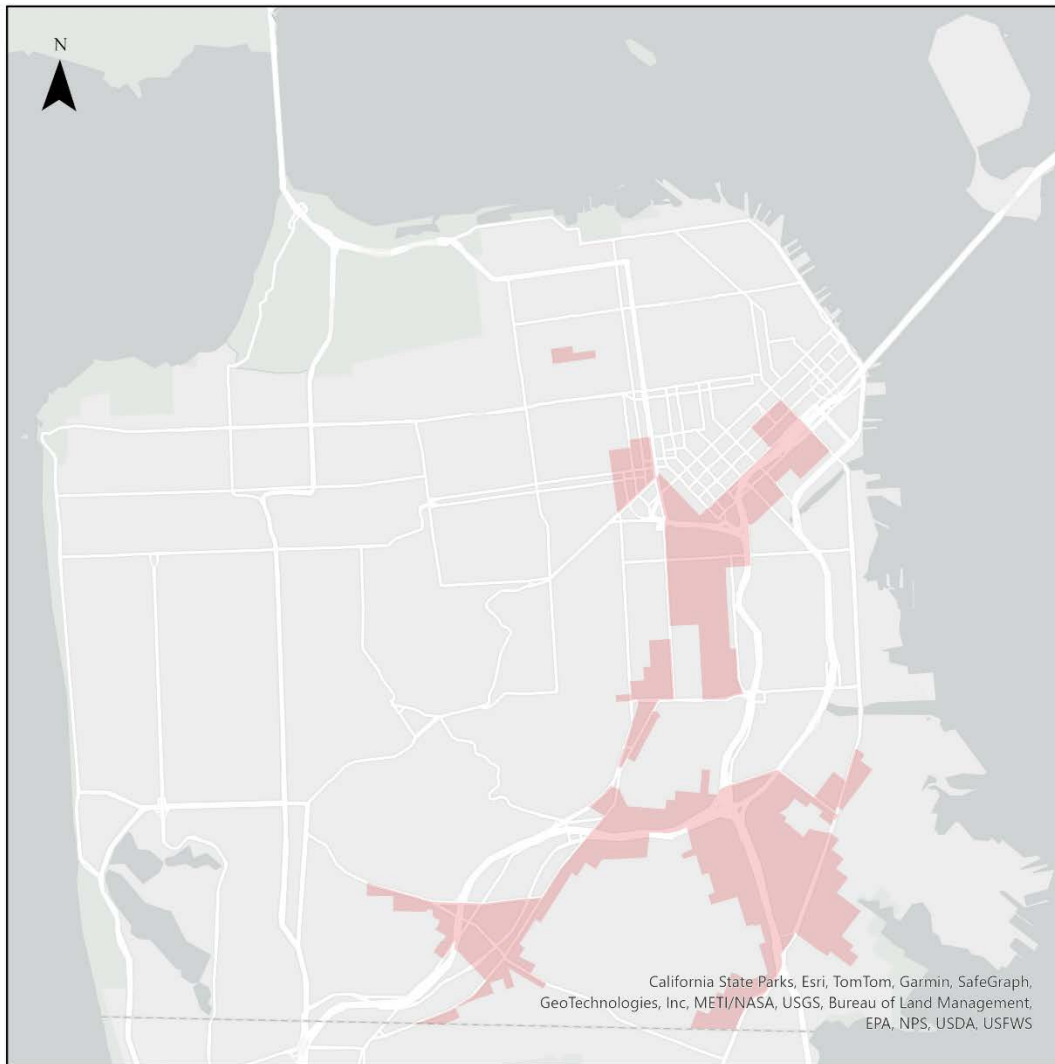 N
California State Parks, Esri, TomTom, Garmin, SafeGraph,
GeoTechnologies, Inc, METI/NASA, USGS, Bureau of Land Management,
EPA, NPS, USDA, USFWS